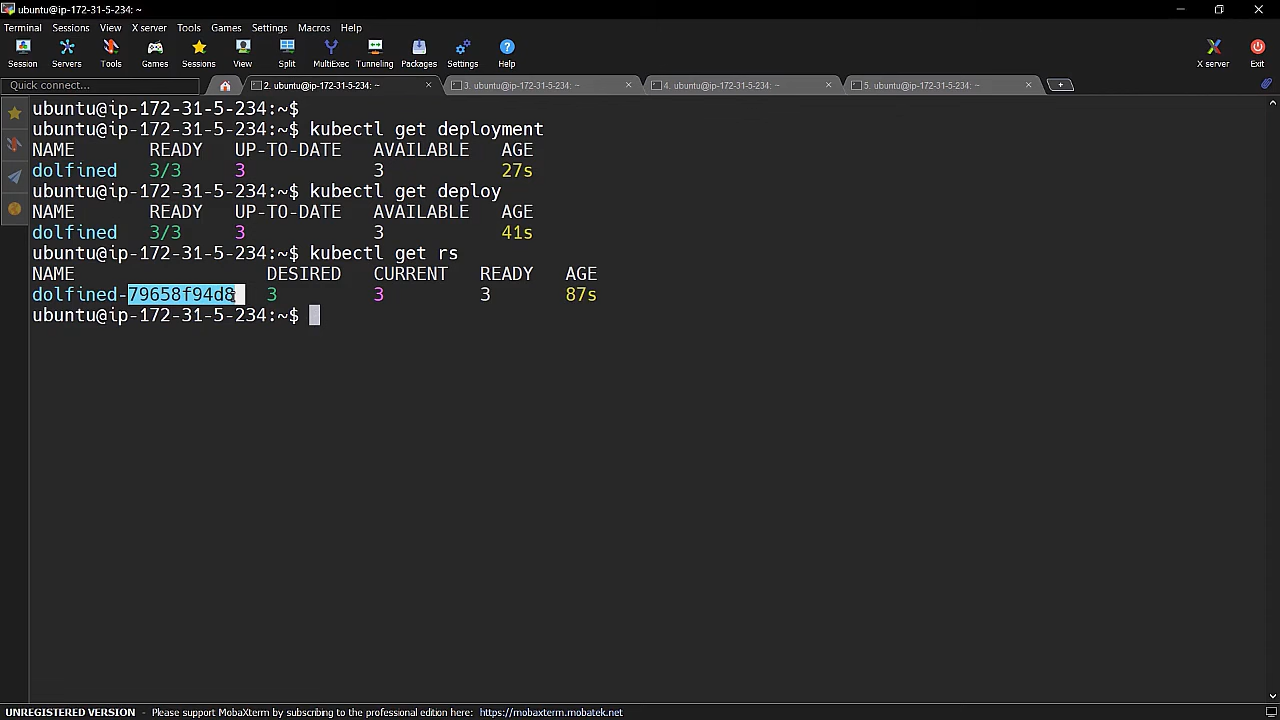 ubuntu@ip-172-31-5-234: ~
Terminal Sessions View X server Tools Games Settings Macros Help
Session Servers Tools Games Sessions View Split MultiExec Tunneling Packages Settings Help X server Exit
Quick connect... 2. ubuntu@ip-172-31-5-234: ~ 3. ubuntu@ip-172-31-5-234: ~ 4. ubuntu@ip-172-31-5-234: ~ 5. ubuntu@ip-172-31-5-234: ~
ubuntu@ip-172-31-5-234:~$
ubuntu@ip-172-31-5-234:~$ kubectl get deployment
NAME READY UP-TO-DATE AVAILABLE AGE
dolfined 3/3 3 3 27s
ubuntu@ip-172-31-5-234:~$ kubectl get deploy
NAME READY UP-TO-DATE AVAILABLE AGE
dolfined 3/3 3 3 41s
ubuntu@ip-172-31-5-234:~$ kubectl get rs
NAME DESIRED CURRENT READY AGE
dolfined-79658f94d8 3 3 3 87s
ubuntu@ip-172-31-5-234:~$
UNREGISTERED VERSION - Please support MobaXterm by subscribing to the professional edition here: https://mobaxterm.mobatek.net